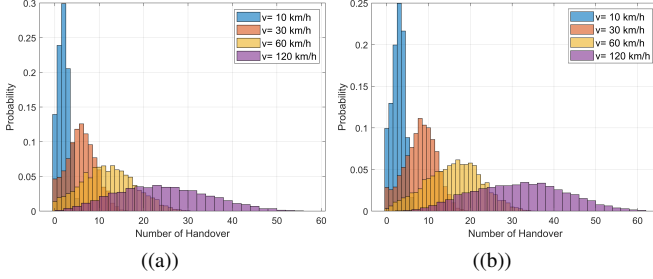 0.3
0.25
0.2
0.15
0.1
0.05
0
Probability
0 10 20 30 40 50 60
Number of Handover
v= 10 km/h
v= 30 km/h
v= 60 km/h
v= 120 km/h
((a))
0.25
0.2
0.15
0.1
0.05
0
Probability
0 10 20 30 40 50 60
Number of Handover
v= 10 km/h
v= 30 km/h
v= 60 km/h
v= 120 km/h
((b))